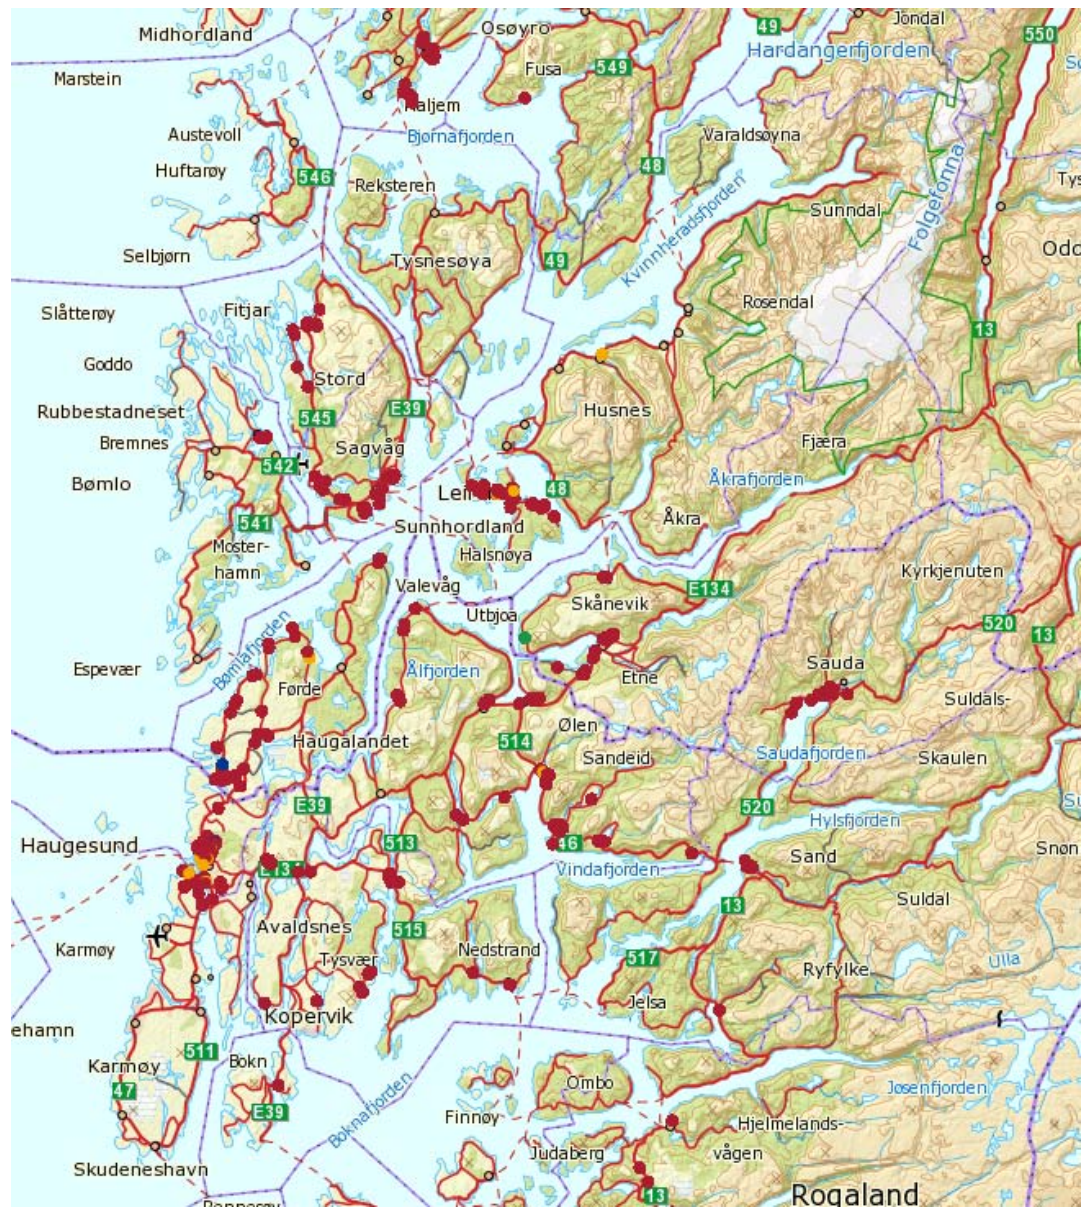 Jondal
Osøyro
49
Midhordland
550
Hardangerfjorden
549
Fusa
Marstein
Bjørnafjorden
Austevoll
Varaldsøyna
Huftarøy
48
546
Reksteren
Sunndal
Folgefonna
Kvinnheradsfjorden
Selbjørn
49
Tysnesøya
Rosendal
Slåtterøy
Fitjar
13
Goddo
Stord
Rubbestadneset
E39
545
Husnes
Bremnes
Fjæra
Sagvåg
542
Bømlo
48
Åkrafjorden
541
Sunnhordland
Åkra
Moster-
hamn
Halsnøya
Kyrkjenuten
Valevåg
E134
Skånevik
Utbjoa
520
13
Bømlafjorden
Espevær
Ålfjorden
Etne
Sauda
Førde
Suldals-
Ølen
Haugalandet
514
Sandeid
Saudafjorden
Skaulen
E39
520
Hylsfjorden
Haugesund
513
46
Sand
Snøn
Vindafjorden
Suldal
13
Avaldsnes
515
Karmøy
Nedstrand
517
Tysvær
Ryfylke
Ulla
Jelsa
ehamn
Kopervik
511
Bokn
Karmøy
47
Ombo
Jøsenfjorden
E39
Boknafjorden
Finnøy
Hjelmelands-
vågen
Judaberg
Skudeneshavn
13
Rogaland